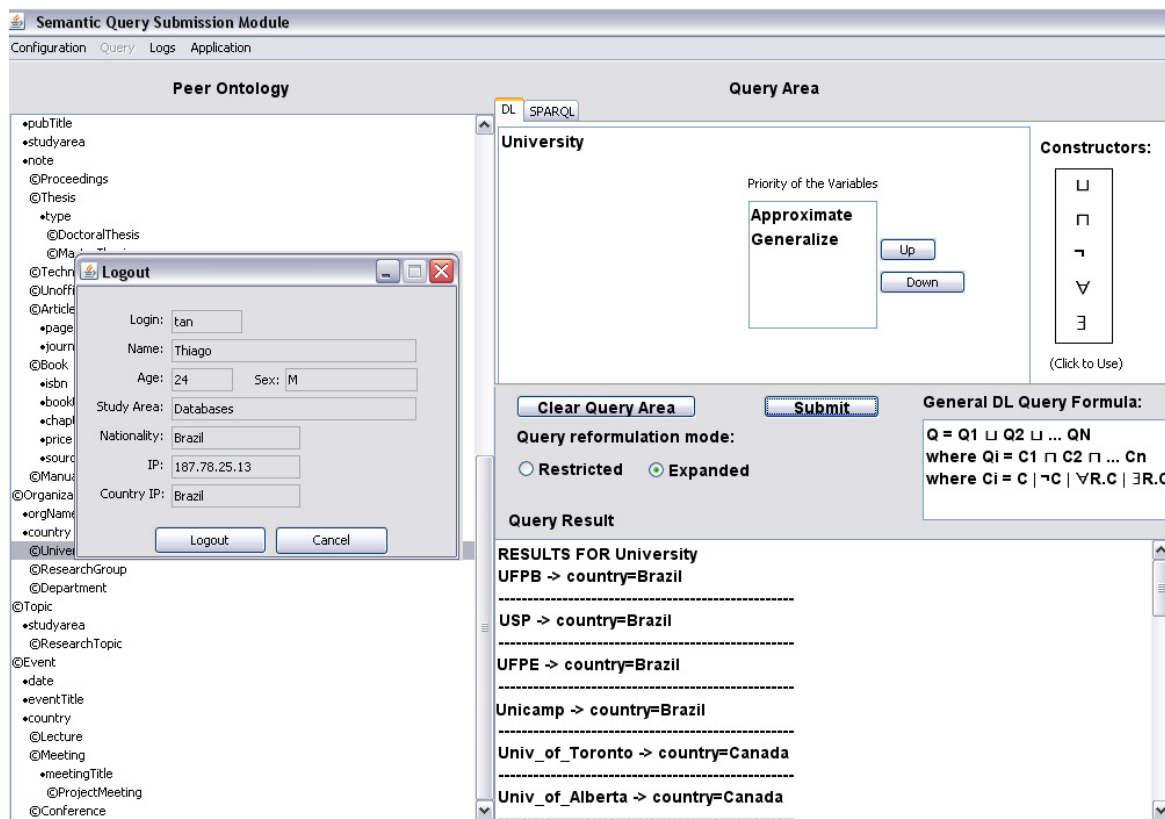 Semantic Query Submission Module
Configuration Query Logs Application
Peer Ontology
•pubTitle
•studyarea
•note
©Proceedings
©Thesis
•type
©DoctoralThesis
©Techn
©Unoffi
©Article
•page
•journ
©Book
•isbn
•chap
•price
•sourc
©Manua
©Organiza
•orgName
•country
©Univer
©ResearchGroup
©Department
©Topic
•studyarea
©ResearchTopic
©Event
•date
•eventTitle
•country
©Lecture
©Meeting
•meetingTitle
©ProjectMeeting
©Conference
Logout
Login: tan
Name: Thiago
Age: 24 Sex: M
Study Area: Databases
Nationality: Brazil
IP: 187.78.25.13
Country IP: Brazil
Logout Cancel
Query Area
DL SPARQL
University
Priority of the Variables
Approximate
Generalize
Up
Down
Constructors:
⊔
⊓
¬
∀
∃
(Click to Use)
Clear Query Area Submit
Query reformulation mode:
Restricted Expanded
General DL Query Formula:
Q = Q1 ⊔ Q2 ⊔ ... QN
where Qi = C1 ⊓ C2 ⊓ ... Cn
where Ci = C | ¬C | ∀R.C | ∃R.C
Query Result
RESULTS FOR University
UFPB -> country=Brazil
--------------------------------------------------
USP -> country=Brazil
--------------------------------------------------
UFPE -> country=Brazil
--------------------------------------------------
Unicamp -> country=Brazil
--------------------------------------------------
Univ_of_Toronto -> country=Canada
--------------------------------------------------
Univ_of_Alberta -> country=Canada
--------------------------------------------------